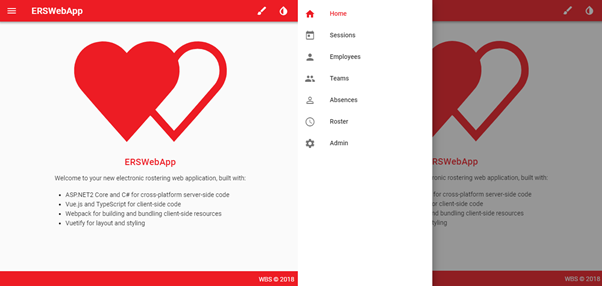 ERSWebApp
ERSWebApp
Welcome to your new electronic rostering web application, built with:
ASP.NET2 Core and C# for cross-platform server-side code
Vue.js and TypeScript for client-side code
Webpack for building and bundling client-side resources
Vuetify for layout and styling
WBS © 2018
Home
Sessions
Employees
Teams
Absences
Roster
Admin
RSWebApp
ronic rostering web application, built with:
for cross-platform server-side code
or client-side code
nd bundling client-side resources
d styling
WBS © 2018